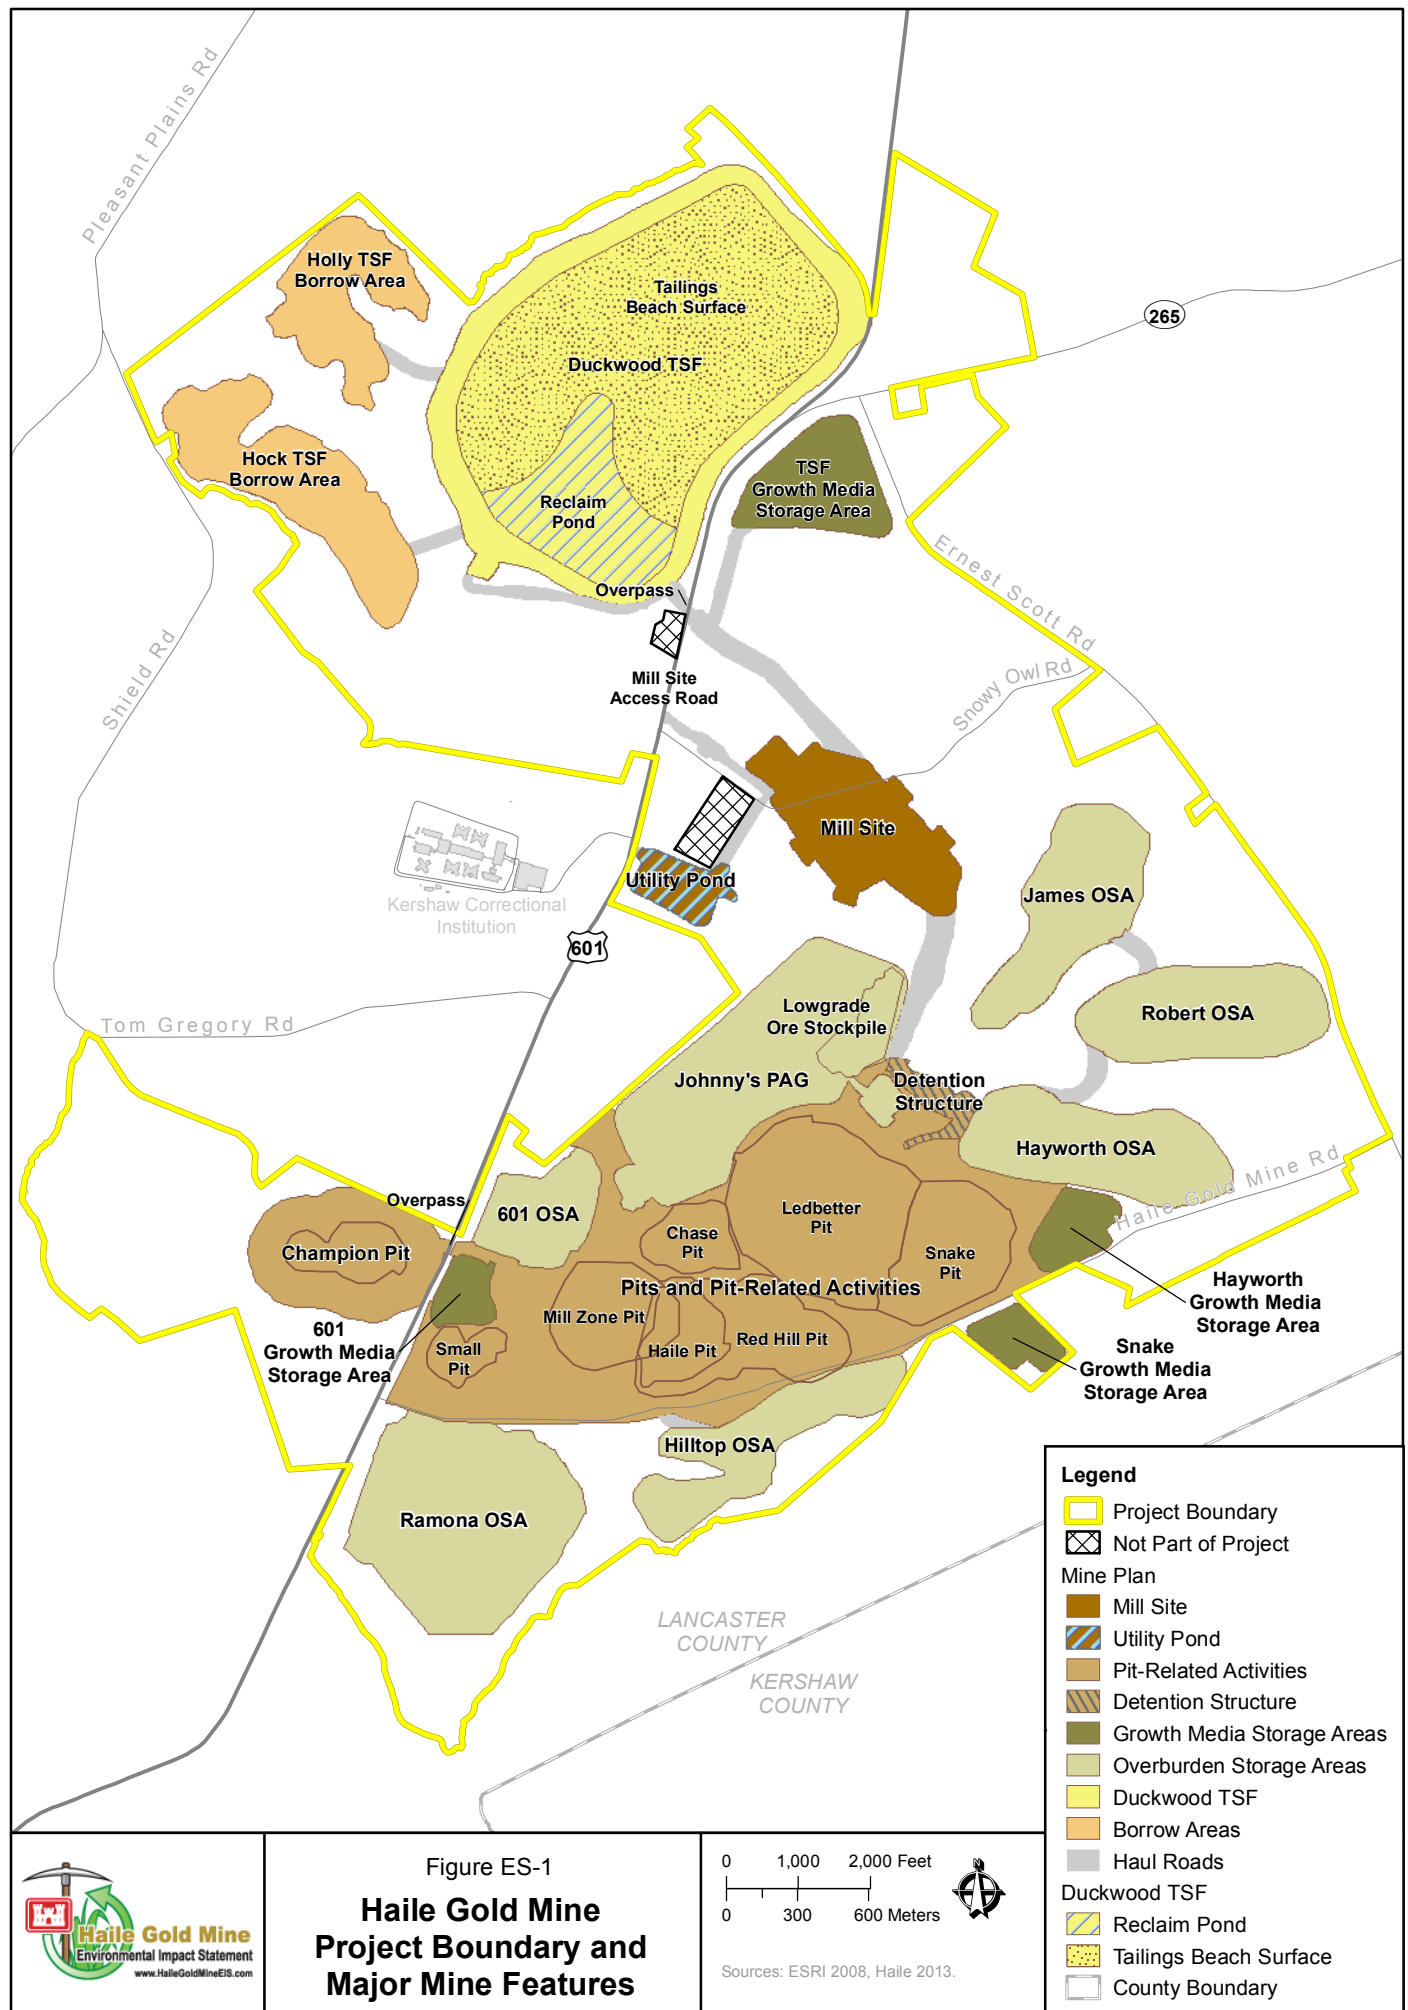 Pleasant Plains Rd
Holly TSF
Borrow Area
Tailings
Beach Surface
265
Duckwood TSF
Hock TSF
Borrow Area
TSF
Growth Media
Storage Area
Reclaim
Pond
Ernest Scott Rd
Overpass
Shield Rd
Mill Site
Access Road
Snowy Owl Rd
Mill Site
Utility Pond
James OSA
Kershaw Correctional
Institution
601
Lowgrade
Ore Stockpile
Robert OSA
Tom Gregory Rd
Johnny's PAG
Detention
Structure
Hayworth OSA
Haile Gold Mine Rd
Overpass
601 OSA
Ledbetter
Pit
Chase
Pit
Champion Pit
Snake
Pit
Pits and Pit-Related Activities
Hayworth
Growth Media
Storage Area
Mill Zone Pit
601
Growth Media
Storage Area
Small
Pit
Haile Pit
Red Hill Pit
Snake
Growth Media
Storage Area
Hilltop OSA
Ramona OSA
LANCASTER
COUNTY
KERSHAW
COUNTY
Legend
Project Boundary
Not Part of Project
Mine Plan
Mill Site
Utility Pond
Pit-Related Activities
Detention Structure
Growth Media Storage Areas
Overburden Storage Areas
Duckwood TSF
Borrow Areas
Haul Roads
Duckwood TSF
Reclaim Pond
Tailings Beach Surface
County Boundary
Haile Gold Mine
Environmental Impact Statement
www.HaileGoldMineEIS.com
Figure ES-1
Haile Gold Mine
Project Boundary and
Major Mine Features
0 1,000 2,000 Feet
0 300 600 Meters
N
Sources: ESRI 2008, Haile 2013.